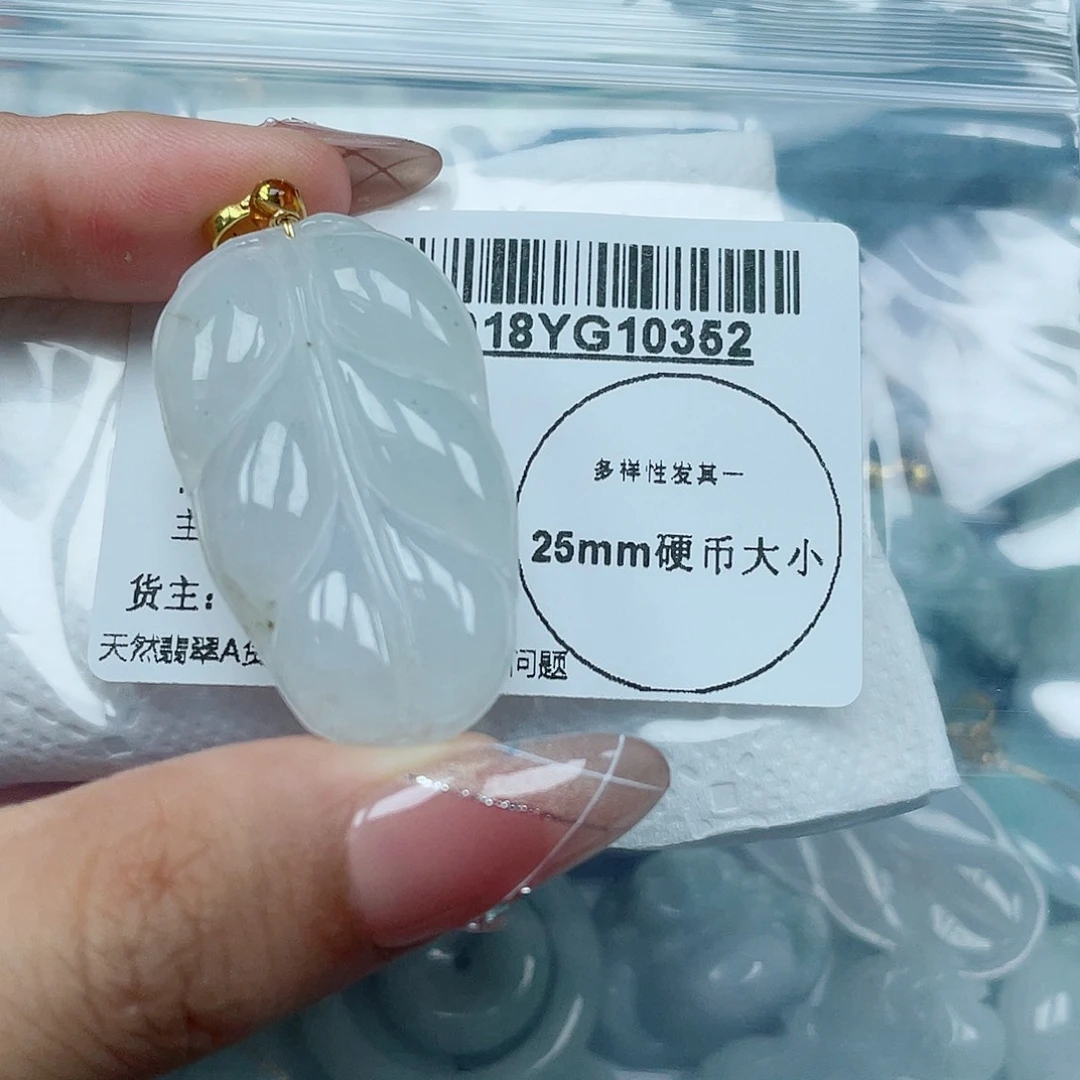 018YG10352
多样性发其一
25mm硬币大小
主
货主：
天然翡翠A货
问题